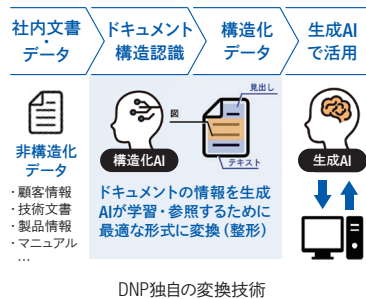 社内文書・データ
ドキュメント構造認識
構造化データ
生成AIで活用
非構造化
データ
・顧客情報
・技術文書
・製品情報
・マニュアル
…
図
見出し
テキスト
構造化AI
ドキュメントの情報を生成
AIが学習・参照するために
最適な形式に変換（整形）
生成AI
DNP独自の変換技術